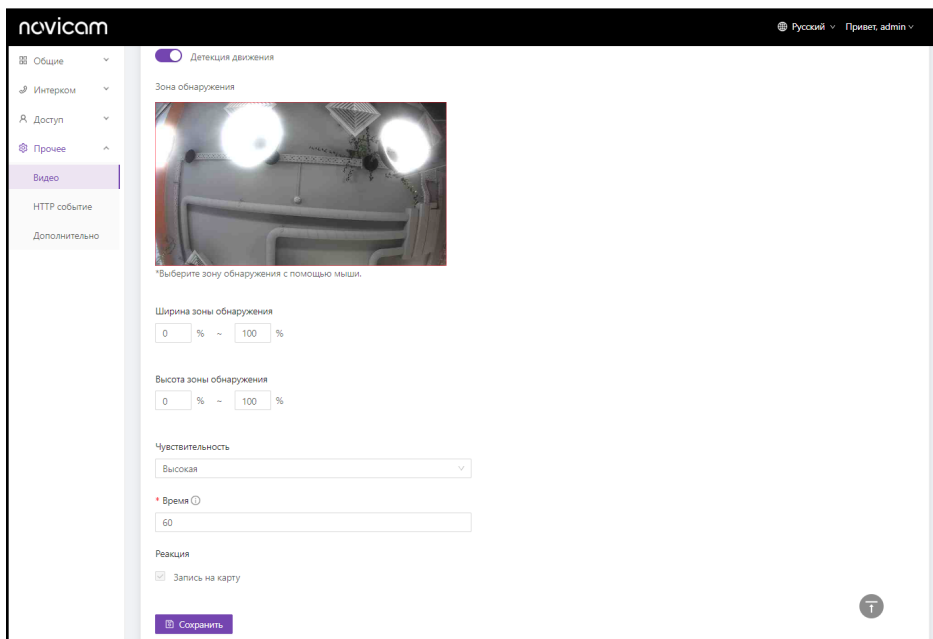 novicam
Русский
Привет, admin
Общие
Интерком
Доступ
Прочее
Видео
HTTP событие
Дополнительно
Детекция движения
Зона обнаружения
*Выберите зону обнаружения с помощью мыши.
Ширина зоны обнаружения
0 % ~ 100 %
Высота зоны обнаружения
0 % ~ 100 %
Чувствительность
Высокая
* Время
60
Реакция
Запись на карту
Сохранить